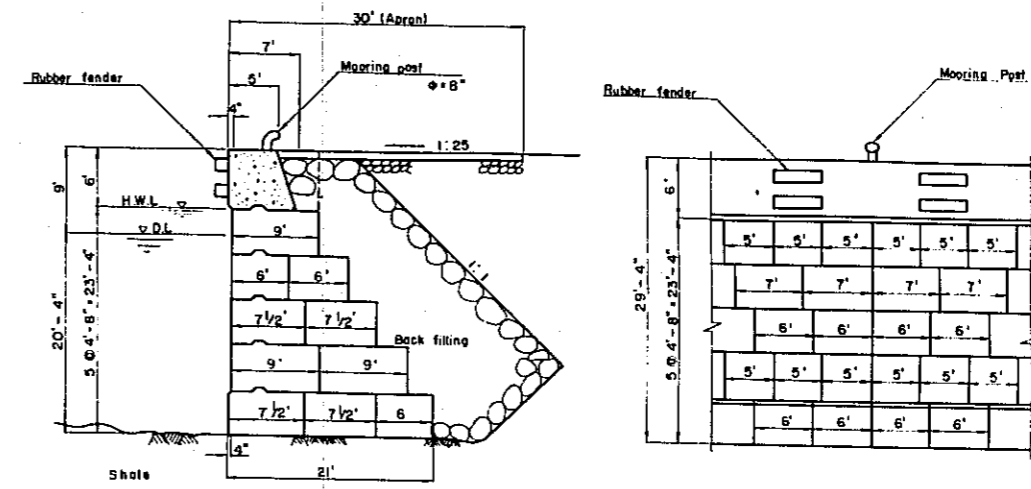 30' (Apron)
7'
Mooring post
ϕ = 8"
5'
Rubber fender
4"
1:25
9'
6'
H.W.L
D.L
9'
6' 6'
1:1
7 1/2' 7 1/2'
20'-4"
5 @ 4'-8" = 23'-4"
Back filling
9' 9'
7 1/2' 7 1/2' 6
4"
21'
Shale
Mooring Post
Rubber fender
6'
5' 5' 5' 5' 5' 5'
7' 7' 7' 7'
29'-4"
5 @ 4'-8" = 23'-4"
6' 6' 6' 6'
5' 5' 5' 5' 5' 5'
6' 6' 6' 6'